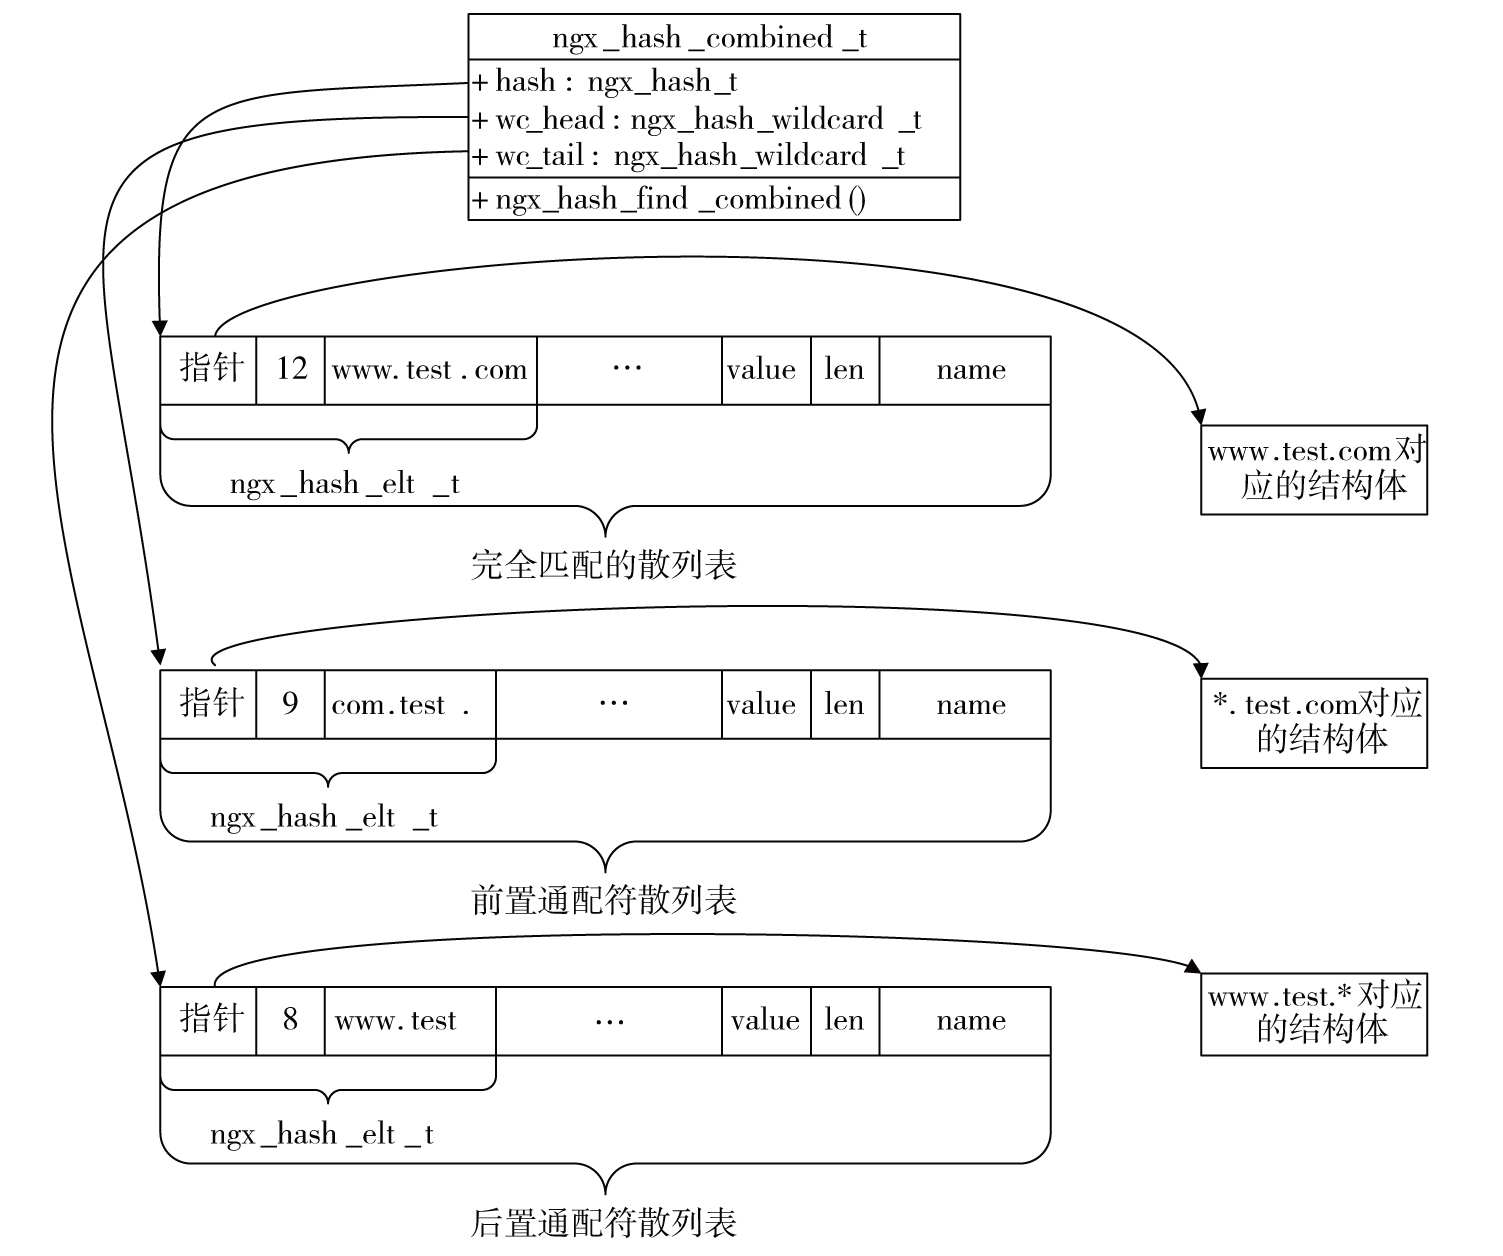 ngx_hash_combined_t
+ hash: ngx_hash_t
+ wc_head: ngx_hash_wildcard_t
+ wc_tail: ngx_hash_wildcard_t
+ ngx_hash_find_combined()
指针 12 www.test.com … value len name
ngx_hash_elt_t
完全匹配的散列表
www.test.com对
应的结构体
指针 9 com.test. … value len name
ngx_hash_elt_t
前置通配符散列表
*.test.com对应
的结构体
指针 8 www.test … value len name
ngx_hash_elt_t
后置通配符散列表
www.test.*对应
的结构体